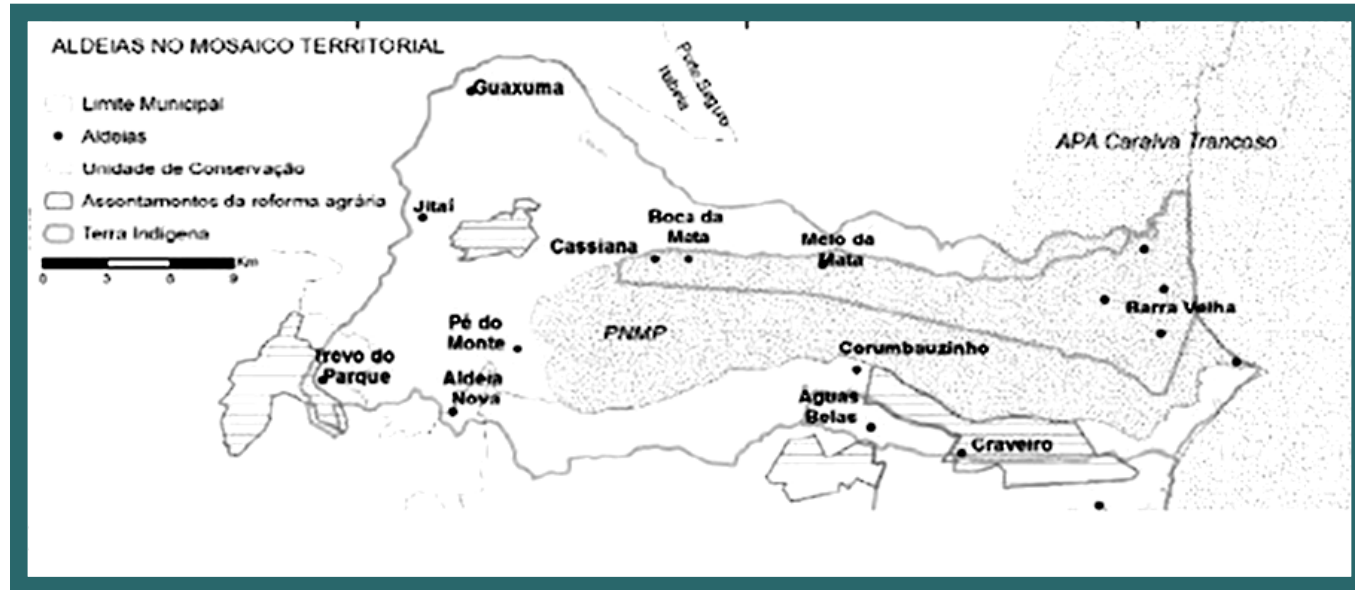 ALDEIAS NO MOSAICO TERRITORIAL
Limite Municipal
Aldeias
Unidade de Conservação
Assentamentos da reforma agrária
Terra Indígena
Km
0 3 6 9
Guaxuma
Porto Seguro
Itabela
APA Caraíva Trancoso
Jitaí
Cassiana
Boca da
Mata
Meio da
Mata
Barra Velha
PNMP
Pé do
Monte
Trevo do
Parque
Aldeia
Nova
Corumbauzinho
Águas
Belas
Craveiro